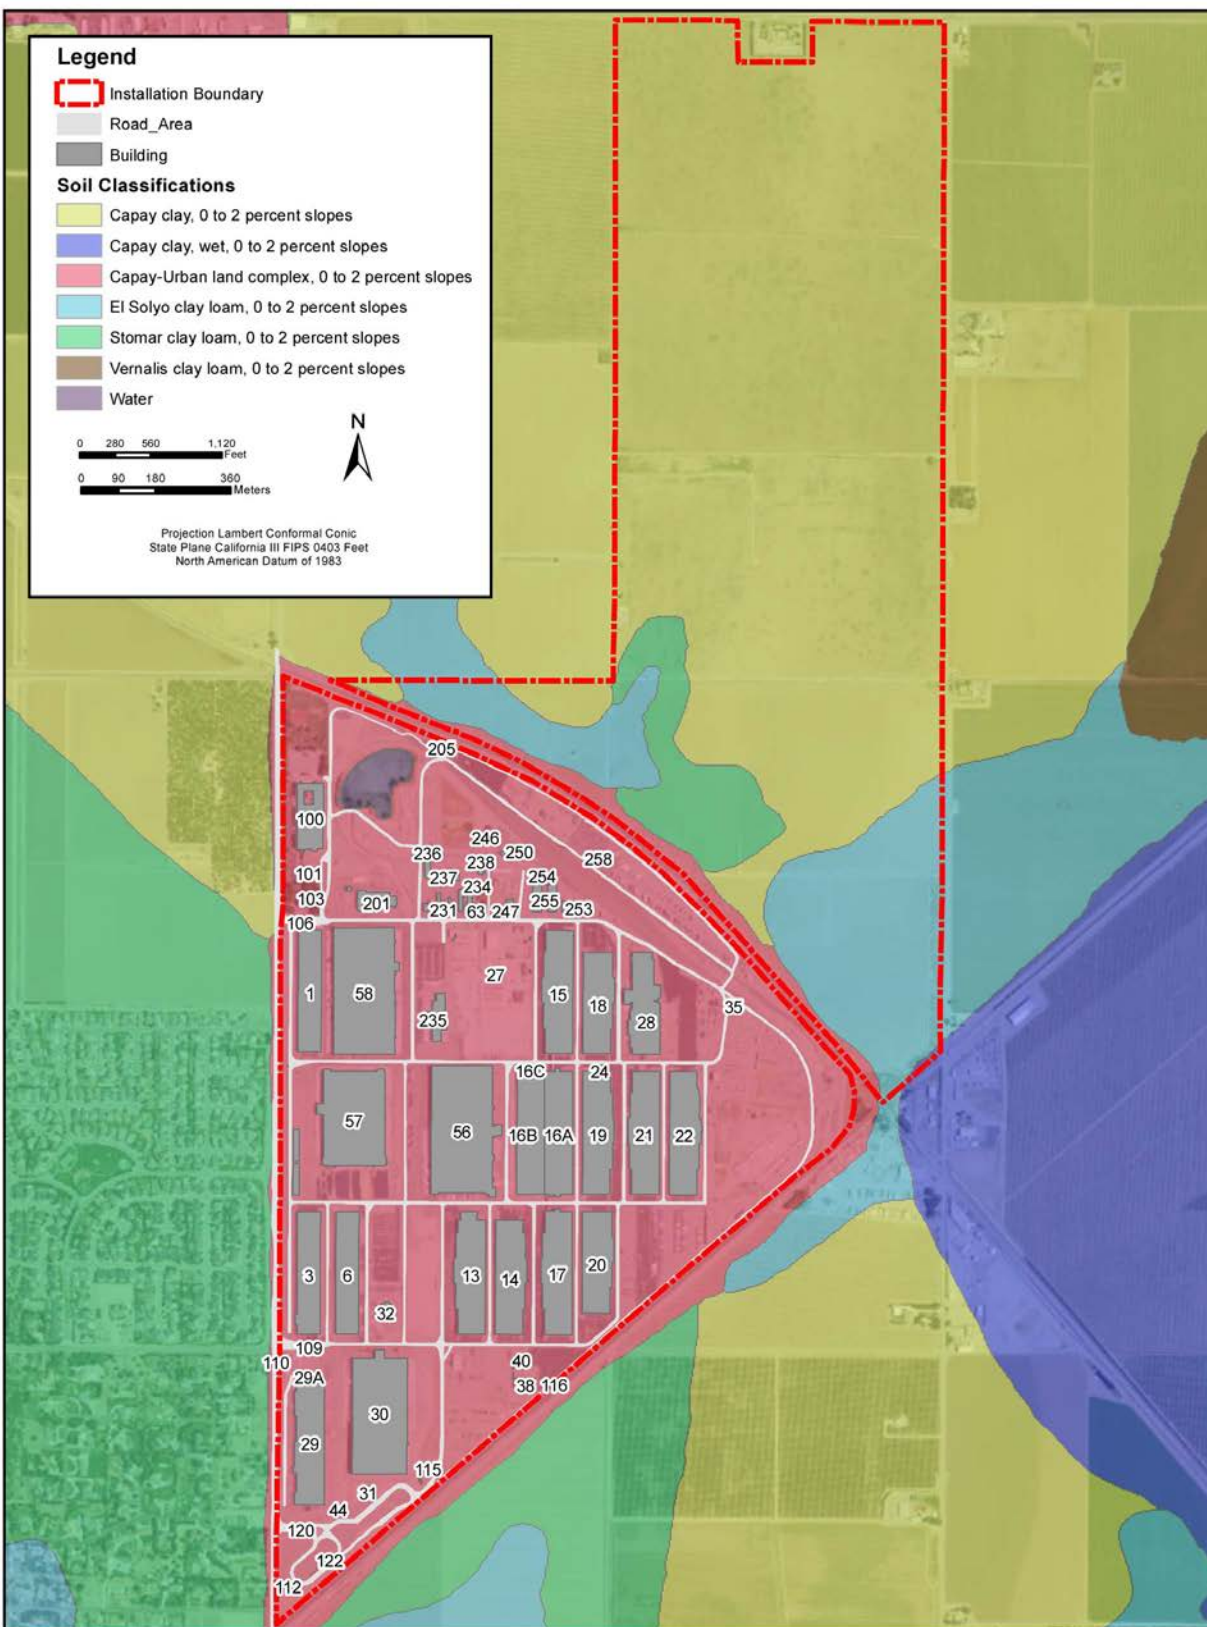 Legend
Installation Boundary
Road_Area
Building
Soil Classifications
Capay clay, 0 to 2 percent slopes
Capay clay, wet, 0 to 2 percent slopes
Capay-Urban land complex, 0 to 2 percent slopes
El Solyo clay loam, 0 to 2 percent slopes
Stomar clay loam, 0 to 2 percent slopes
Vernalis clay loam, 0 to 2 percent slopes
Water
N
0 280 560 1,120
Feet
0 90 180 360
Meters
Projection Lambert Conformal Conic
State Plane California III FIPS 0403 Feet
North American Datum of 1983
205
100
246
236 238 250 258
237
101 234 254
103 201 231 63 247 255 253
106
1 58 27 15 18 28 35
235
16C 24
57 56 16B 16A 19 21 22
3 6 13 14 17 20
32
109
110 40
29A 38 116
29 30
115
31
44
120
122
112